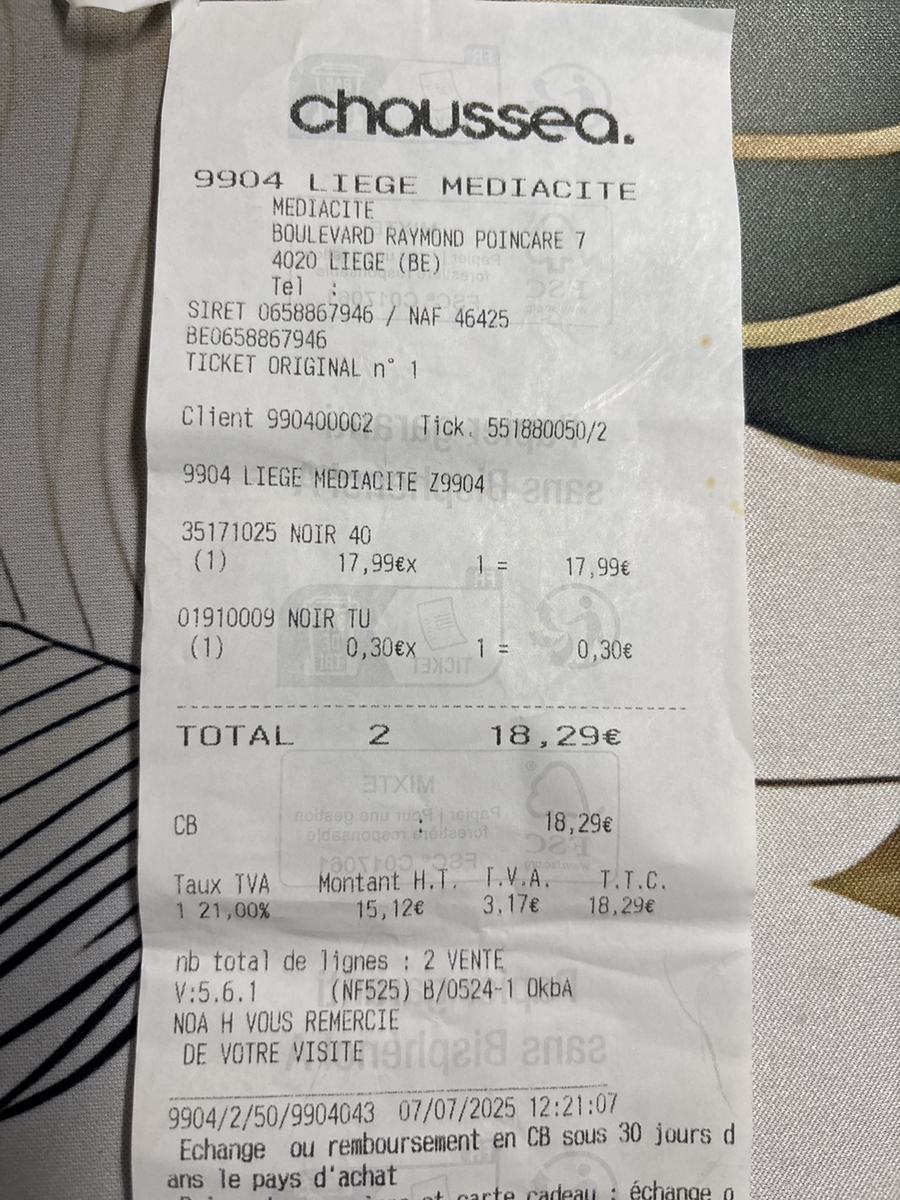 chaussea.
9904 LIEGE MEDIACITE
MEDIACITE
BOULEVARD RAYMOND POINCARE 7
4020 LIEGE (BE)
Tel :
SIRET 0658867946 / NAF 46425
BE0658867946
TICKET ORIGINAL n° 1
Client 990400002 Tick. 551880050/2
9904 LIEGE MEDIACITE Z9904
35171025 NOIR 40
(1) 17,99€x 1 = 17,99€
01910009 NOIR TU
(1) 0,30€x 1 = 0,30€
TOTAL 2 18,29€
CB : 18,29€
Taux TVA Montant H.T. T.V.A. T.T.C.
1 21,00% 15,12€ 3,17€ 18,29€
nb total de lignes : 2 VENTE
V:5.6.1 (NF525) B/0524-1 OkbA
NOA H VOUS REMERCIE
DE VOTRE VISITE
9904/2/50/9904043 07/07/2025 12:21:07
Echange ou remboursement en CB sous 30 jours d
ans le pays d'achat
et carte cadeau : échange o